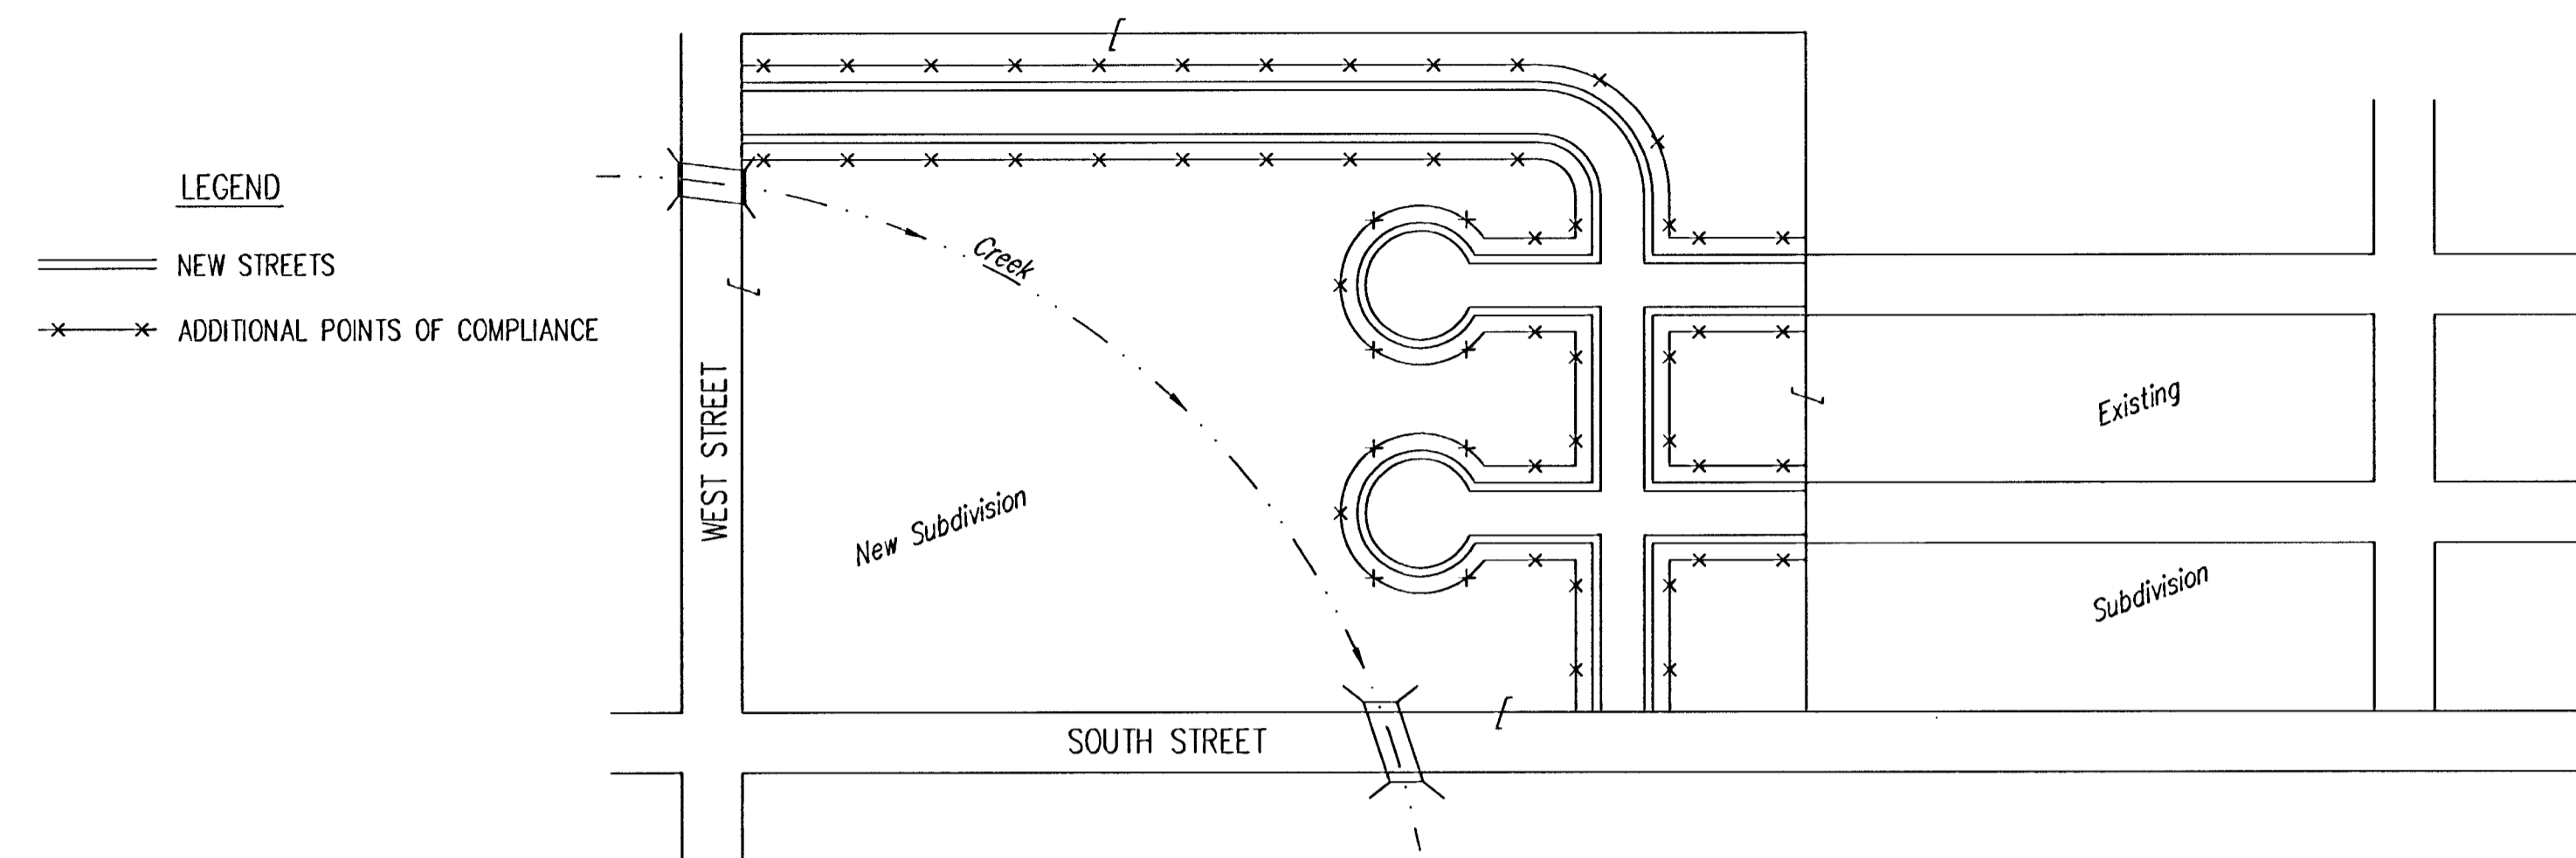 LEGEND
NEW STREETS
ADDITIONAL POINTS OF COMPLIANCE
WEST STREET
Creek
New Subdivision
Existing
Subdivision
SOUTH STREET